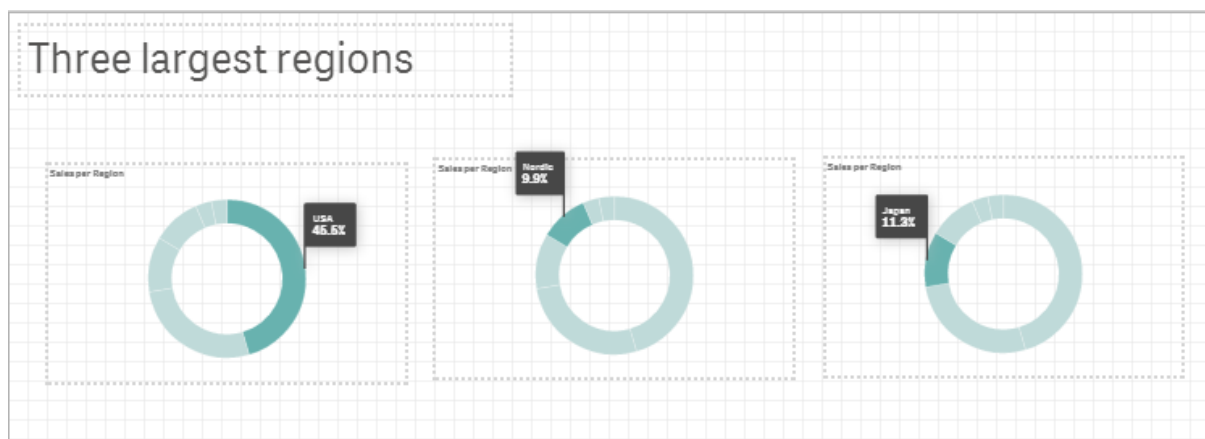 Three largest regions
Sales per Region
USA
45.5%
Sales per Region
Nordic
9.9%
Sales per Region
Japan
11.3%